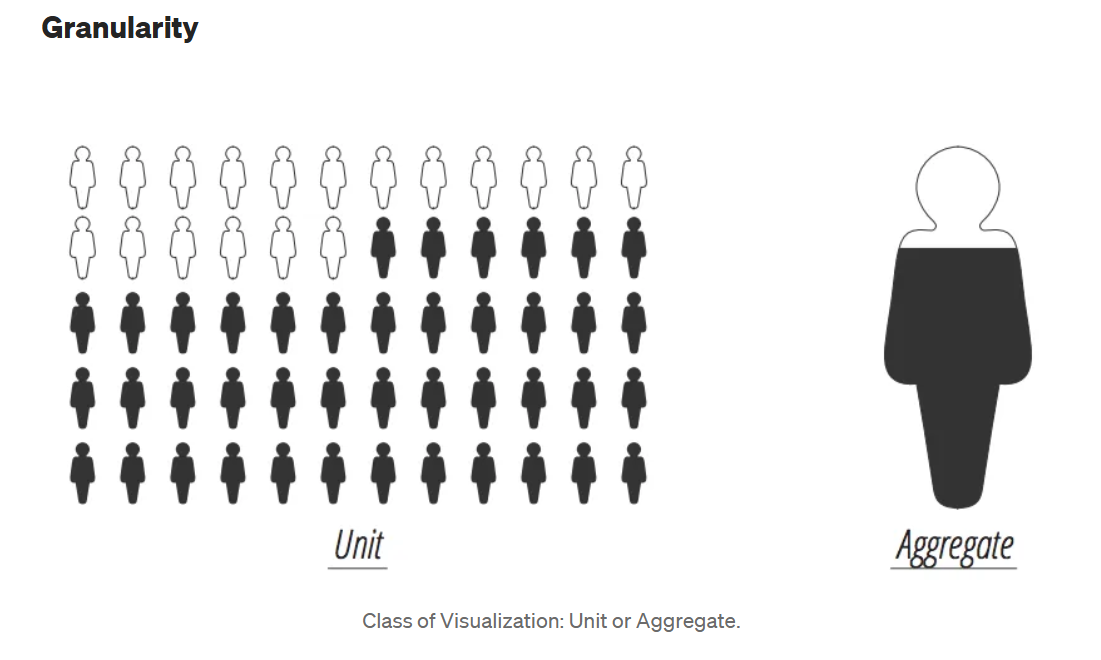 Granularity
Unit
Aggregate
Class of Visualization: Unit or Aggregate.